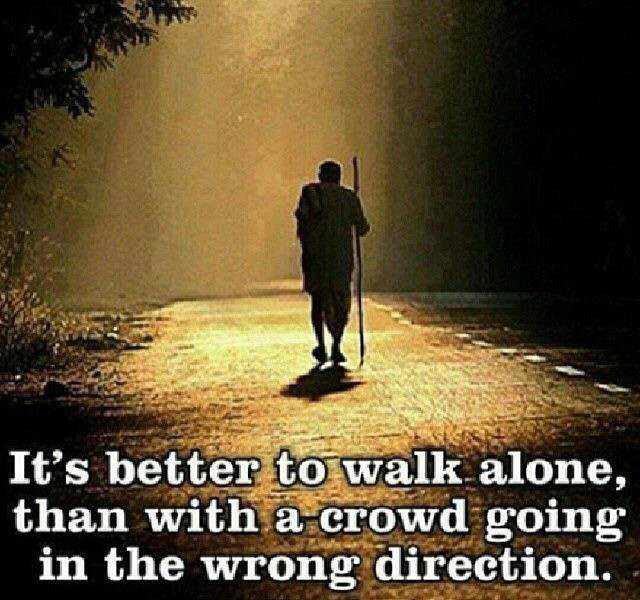 It's better to walk alone,
than with a crowd going
in the wrong direction.